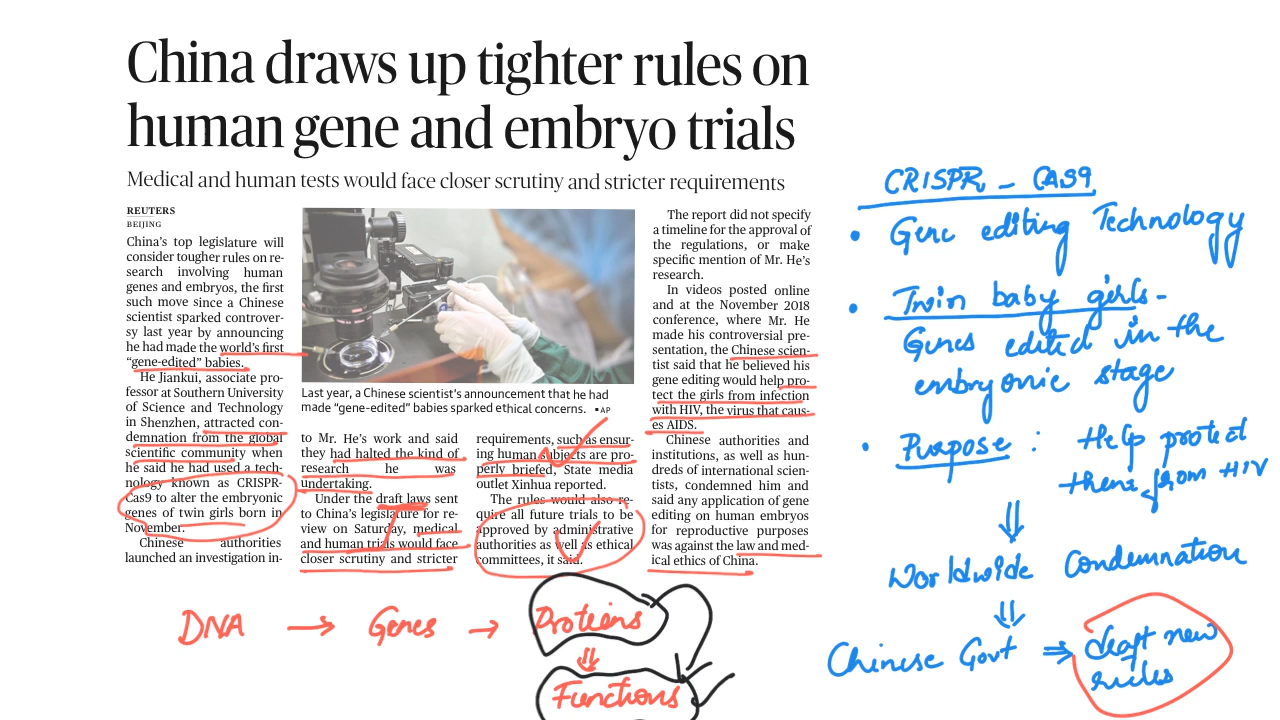 China draws up tighter rules on
human gene and embryo trials
Medical and human tests would face closer scrutiny and stricter requirements
REUTERS
BEIJING
China's top legislature will
consider tougher rules on re-
search involving human
genes and embryos, the first
such move since a Chinese
scientist sparked controver-
sy last year by announcing
he had made the world's first
“gene-edited” babies.
He Jiankui, associate pro-
fessor at Southern University
of Science and Technology
in Shenzhen, attracted con-
demnation from the global
scientific community when
he said he had used a tech-
nology known as CRISPR-
Cas9 to alter the embryonic
genes of twin girls born in
November.
Chinese authorities
launched an investigation in-
Last year, a Chinese scientist's announcement that he had
made “gene-edited” babies sparked ethical concerns. ▪AP
to Mr. He's work and said
they had halted the kind of
research he was
undertaking.
Under the draft laws sent
to China's legislature for re-
view on Saturday, medical
and human trials would face
closer scrutiny and stricter
requirements, such as ensur-
ing human subjects are pro-
perly briefed, State media
outlet Xinhua reported.
The rules would also re-
quire all future trials to be
approved by administrative
authorities as well as ethical
committees, it said.
The report did not specify
a timeline for the approval of
the regulations, or make
specific mention of Mr. He's
research.
In videos posted online
and at the November 2018
conference, where Mr. He
made his controversial pre-
sentation, the Chinese scien-
tist said that he believed his
gene editing would help pro-
tect the girls from infection
with HIV, the virus that caus-
es AIDS.
Chinese authorities and
institutions, as well as hun-
dreds of international scien-
tists, condemned him and
said any application of gene
editing on human embryos
for reproductive purposes
was against the law and med-
ical ethics of China.
CRISPR - CAS9
• Gene editing Technology
• Twin baby girls -
Genes edited in the
embryonic stage
• Purpose : Help protect
them from HIV
⇓
Worldwide Condemnation
⇓
Chinese Govt ⇒ draft new
rules
DNA → Genes → Proteins
⇓
Functions